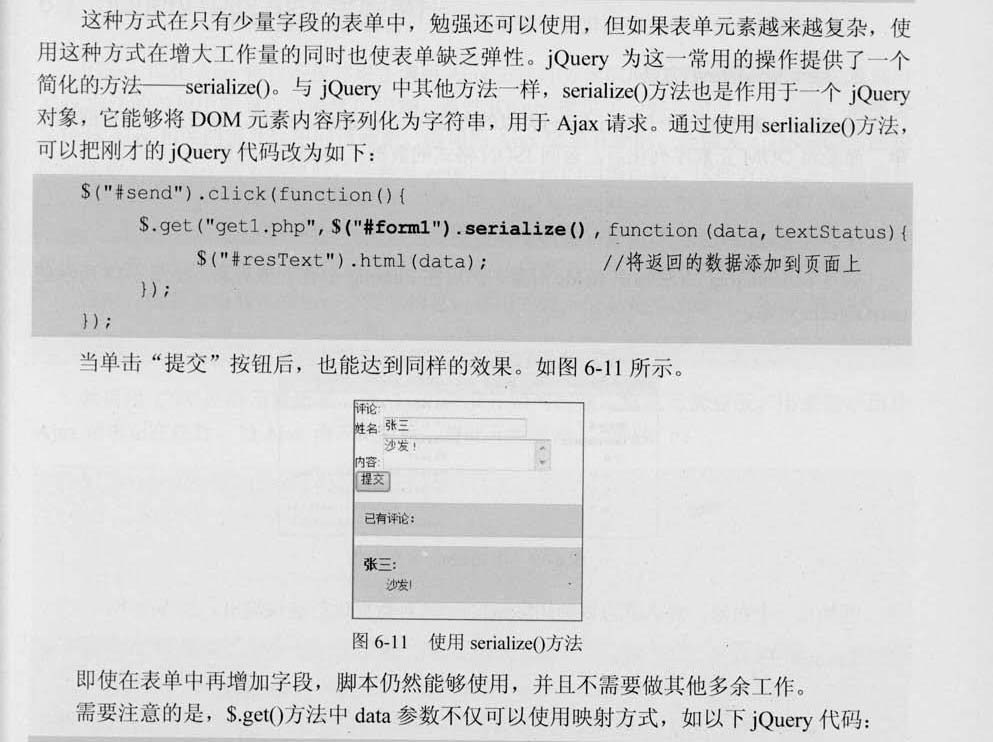 这种方式在只有少量字段的表单中，勉强还可以使用，但如果表单元素越来越复杂，使
用这种方式在增大工作量的同时也使表单缺乏弹性。jQuery 为这一常用的操作提供了一个
简化的方法——serialize()。与 jQuery 中其他方法一样，serialize()方法也是作用于一个 jQuery
对象，它能够将 DOM 元素内容序列化为字符串，用于 Ajax 请求。通过使用 serlialize()方法，
可以把刚才的 jQuery 代码改为如下：
$("#send").click(function(){
$.get("get1.php",$("#form1").serialize(),function(data,textStatus){
$("#resText").html(data); //将返回的数据添加到页面上
});
});
当单击“提交”按钮后，也能达到同样的效果。如图 6-11 所示。
评论:
姓名: 张三
沙发！
内容:
提交
已有评论：
张三:
沙发!
图 6-11 使用 serialize()方法
即使在表单中再增加字段，脚本仍然能够使用，并且不需要做其他多余工作。
需要注意的是，$.get()方法中 data 参数不仅可以使用映射方式，如以下 jQuery 代码：